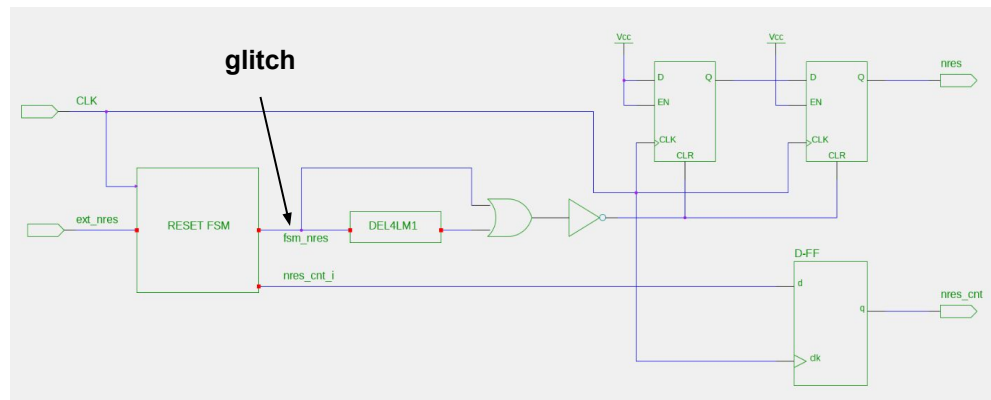 glitch
Vcc
Vcc
nres
D
Q
D
Q
EN
EN
CLK
CLK
CLK
CLR
CLR
ext_nres
RESET FSM
DEL4LM1
fsm_nres
nres_cnt_i
D-FF
d
nres_cnt
q
clk